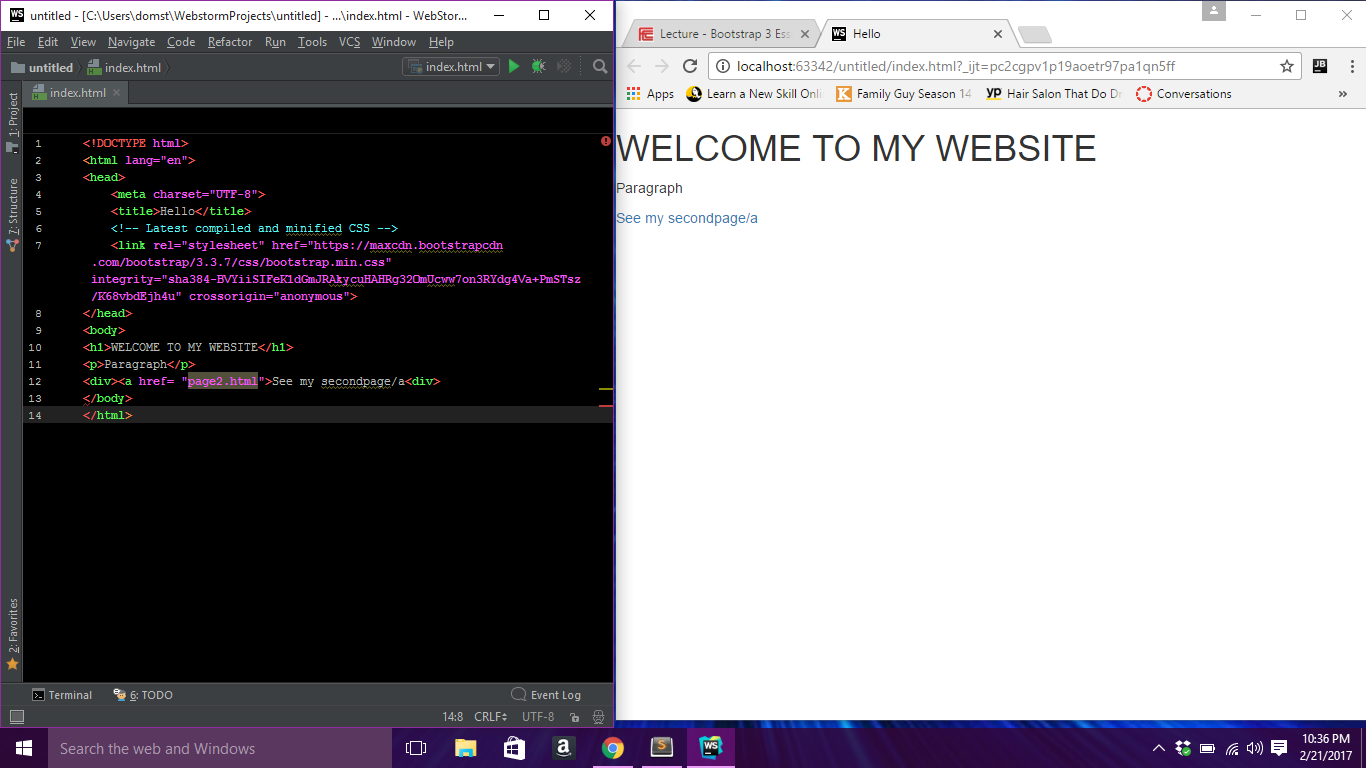 WS untitled - [C:\Users\domst\WebstormProjects\untitled] - ...\index.html - WebStor...
File Edit View Navigate Code Refactor Run Tools VCS Window Help
untitled index.html index.html
index.html
1: Project
7: Structure
2: Favorites
1 <!DOCTYPE html>
2 <html lang="en">
3 <head>
4 <meta charset="UTF-8">
5 <title>Hello</title>
6 <!-- Latest compiled and minified CSS -->
7 <link rel="stylesheet" href="https://maxcdn.bootstrapcdn
.com/bootstrap/3.3.7/css/bootstrap.min.css"
integrity="sha384-BVYiiSIFeK1dGmJRAkycuHAHRg32OmUcww7on3RYdg4Va+PmSTsz
/K68vbdEjh4u" crossorigin="anonymous">
8 </head>
9 <body>
10 <h1>WELCOME TO MY WEBSITE</h1>
11 <p>Paragraph</p>
12 <div><a href= "page2.html">See my secondpage/a<div>
13 </body>
14 </html>
Terminal 6: TODO Event Log
14:8 CRLF UTF-8
Lecture - Bootstrap 3 Ess WS Hello
localhost:63342/untitled/index.html?_ijt=pc2cgpv1p19aoetr97pa1qn5ff JB
Apps Learn a New Skill Onli Family Guy Season 14 YP Hair Salon That Do Dr Conversations »
WELCOME TO MY WEBSITE
Paragraph
See my secondpage/a
Search the web and Windows
a S WS
10:36 PM
2/21/2017